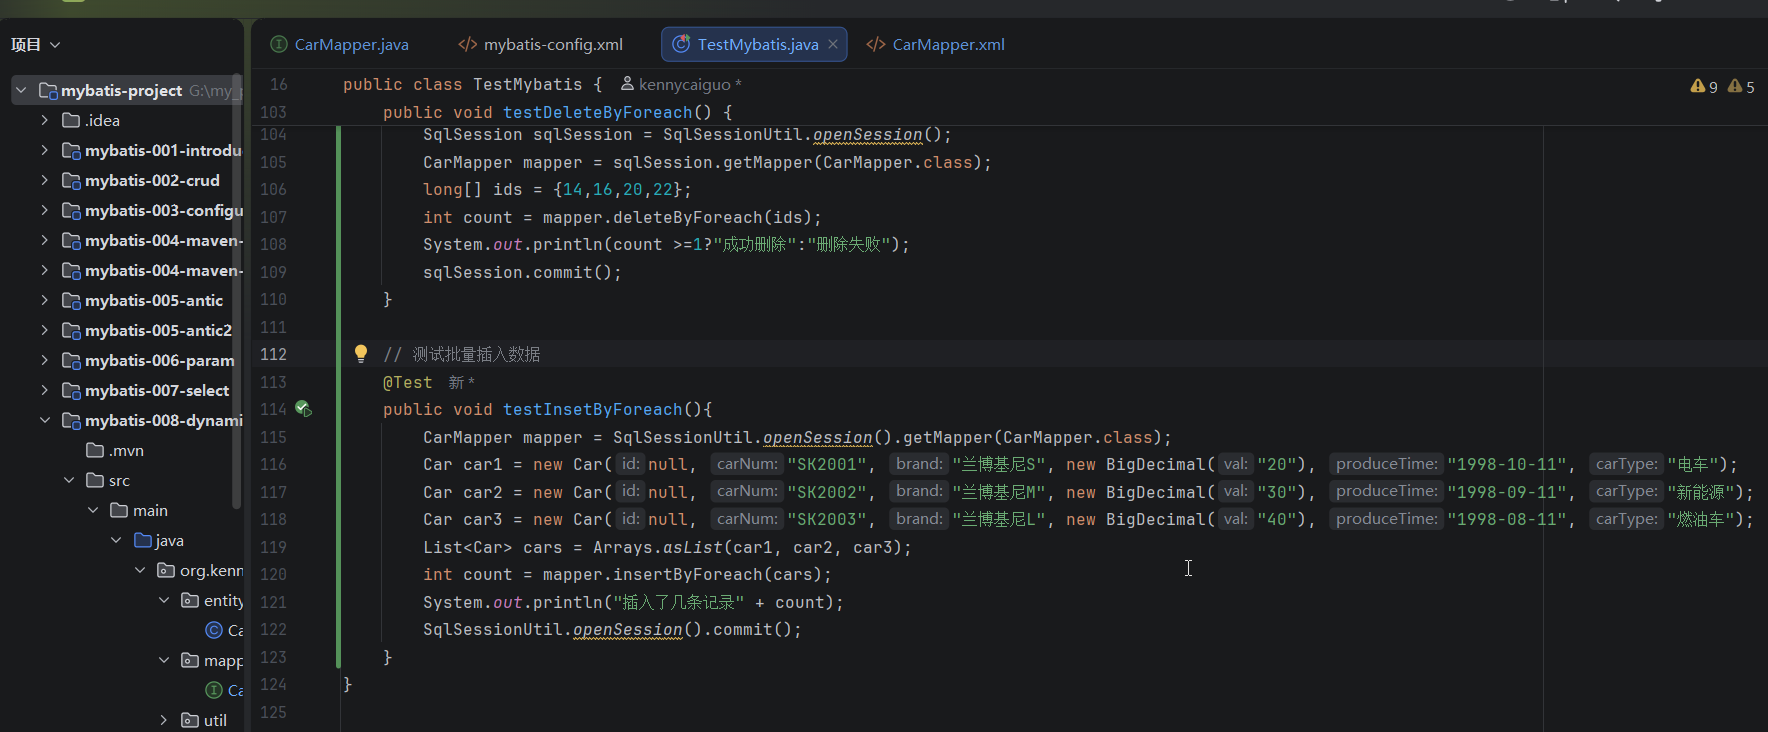 项目
CarMapper.java
mybatis-config.xml
TestMybatis.java
CarMapper.xml
mybatis-project G:\my_p
.idea
mybatis-001-introdu
mybatis-002-crud
mybatis-003-configu
mybatis-004-maven-
mybatis-004-maven-
mybatis-005-antic
mybatis-005-antic2
mybatis-006-param
mybatis-007-select
mybatis-008-dynami
.mvn
src
main
java
org.kenn
entity
Ca
mapp
Ca
util
9 5
16 public class TestMybatis { kennycaiguo *
103 public void testDeleteByForeach() {
104 SqlSession sqlSession = SqlSessionUtil.openSession();
105 CarMapper mapper = sqlSession.getMapper(CarMapper.class);
106 long[] ids = {14,16,20,22};
107 int count = mapper.deleteByForeach(ids);
108 System.out.println(count >=1?"成功删除":"删除失败");
109 sqlSession.commit();
110 }
111
112 // 测试批量插入数据
113 @Test 新 *
114 public void testInsetByForeach(){
115 CarMapper mapper = SqlSessionUtil.openSession().getMapper(CarMapper.class);
116 Car car1 = new Car( id: null, carNum: "SK2001", brand: "兰博基尼S", new BigDecimal( val: "20"), produceTime: "1998-10-11", carType: "电车");
117 Car car2 = new Car( id: null, carNum: "SK2002", brand: "兰博基尼M", new BigDecimal( val: "30"), produceTime: "1998-09-11", carType: "新能源");
118 Car car3 = new Car( id: null, carNum: "SK2003", brand: "兰博基尼L", new BigDecimal( val: "40"), produceTime: "1998-08-11", carType: "燃油车");
119 List<Car> cars = Arrays.asList(car1, car2, car3);
120 int count = mapper.insertByForeach(cars);
121 System.out.println("插入了几条记录" + count);
122 SqlSessionUtil.openSession().commit();
123 }
124 }
125